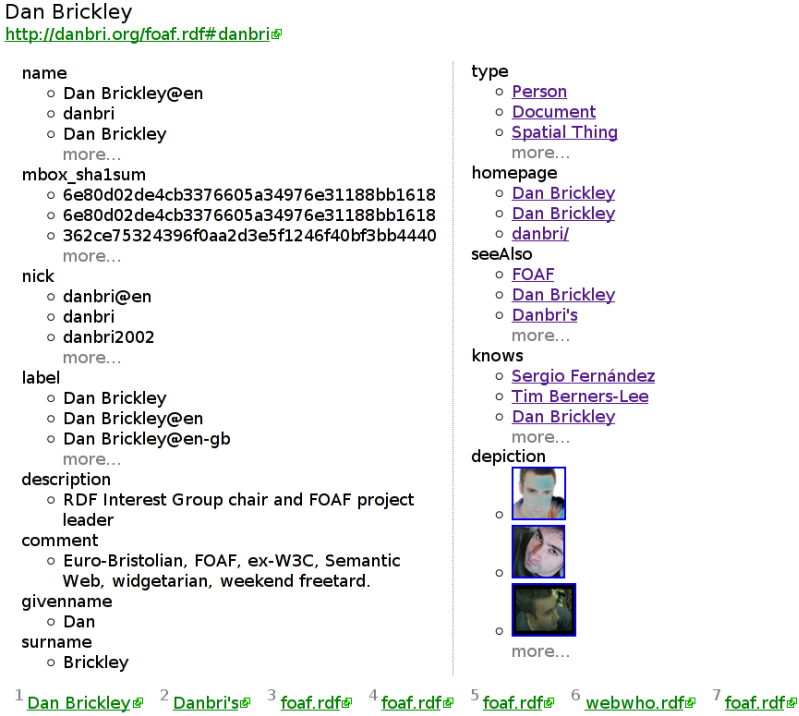 Dan Brickley
http://danbri.org/foaf.rdf#danbri
name
Dan Brickley@en
danbri
Dan Brickley
more...
mbox_sha1sum
6e80d02de4cb3376605a34976e31188bb1618
6e80d02de4cb3376605a34976e31188bb1618
362ce75324396f0aa2d3e5f1246f40bf3bb4440
more...
nick
danbri@en
danbri
danbri2002
more...
label
Dan Brickley
Dan Brickley@en
Dan Brickley@en-gb
more...
description
RDF Interest Group chair and FOAF project
leader
comment
Euro-Bristolian, FOAF, ex-W3C, Semantic
Web, widgetarian, weekend freetard.
givenname
Dan
surname
Brickley
type
Person
Document
Spatial Thing
more...
homepage
Dan Brickley
Dan Brickley
danbri/
seeAlso
FOAF
Dan Brickley
Danbri's
more...
knows
Sergio Fernández
Tim Berners-Lee
Dan Brickley
more...
depiction
more...
1 Dan Brickley 2 Danbri's 3 foaf.rdf 4 foaf.rdf 5 foaf.rdf 6 webwho.rdf 7 foaf.rdf